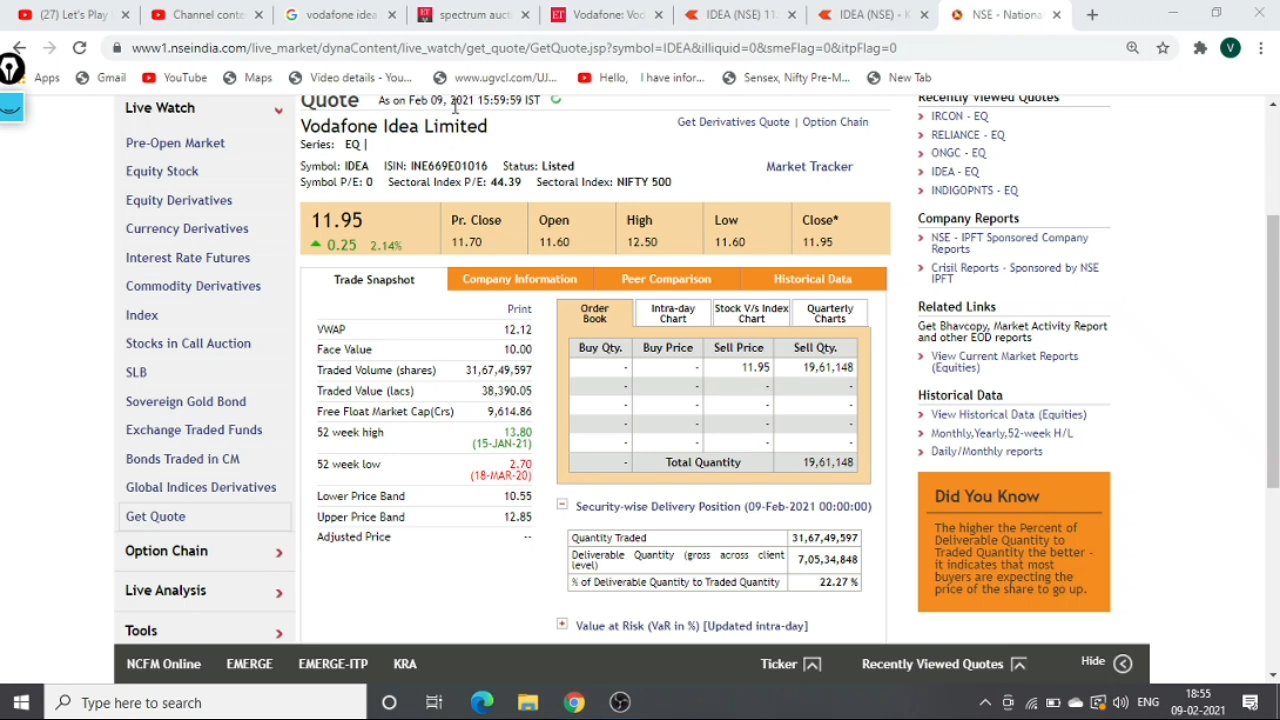 (27) Let's Play
Channel conte
vodafone idea
spectrum auct
Vodafone: Vod
IDEA (NSE) 11.
IDEA (NSE) - K
NSE - Nationa
www1.nseindia.com/live_market/dynaContent/live_watch/get_quote/GetQuote.jsp?symbol=IDEA&illiquid=0&smeFlag=0&itpFlag=0
V
Apps
Gmail
YouTube
Maps
Video details - You...
www.ugvcl.com/UJ...
Hello, I have infor...
Sensex, Nifty Pre-M...
New Tab
Live Watch
Pre-Open Market
Equity Stock
Equity Derivatives
Currency Derivatives
Interest Rate Futures
Commodity Derivatives
Index
Stocks in Call Auction
SLB
Sovereign Gold Bond
Exchange Traded Funds
Bonds Traded in CM
Global Indices Derivatives
Get Quote
Option Chain
Live Analysis
Tools
Quote As on Feb 09, 2021 15:59:59 IST
Vodafone Idea Limited
Get Derivatives Quote | Option Chain
Series: EQ |
Symbol: IDEA ISIN: INE669E01016 Status: Listed
Market Tracker
Symbol P/E: 0 Sectoral Index P/E: 44.39 Sectoral Index: NIFTY 500
11.95 Pr. Close Open High Low Close*
0.25 2.14% 11.70 11.60 12.50 11.60 11.95
Trade Snapshot Company Information Peer Comparison Historical Data
Print
VWAP 12.12
Face Value 10.00
Traded Volume (shares) 31,67,49,597
Traded Value (lacs) 38,390.05
Free Float Market Cap(Crs) 9,614.86
52 week high 13.80
(15-JAN-21)
52 week low 2.70
(18-MAR-20)
Lower Price Band 10.55
Upper Price Band 12.85
Adjusted Price --
Order Book
Intra-day Chart
Stock V/s Index Chart
Quarterly Charts
Buy Qty. Buy Price Sell Price Sell Qty.
- - 11.95 19,61,148
- - - -
- - - -
- - - -
- - - -
- Total Quantity 19,61,148
Security-wise Delivery Position (09-Feb-2021 00:00:00)
Quantity Traded 31,67,49,597
Deliverable Quantity (gross across client level) 7,05,34,848
% of Deliverable Quantity to Traded Quantity 22.27 %
Value at Risk (VaR in %) [Updated intra-day]
Recently Viewed Quotes
IRCON - EQ
RELIANCE - EQ
ONGC - EQ
IDEA - EQ
INDIGOPNTS - EQ
Company Reports
NSE - IPFT Sponsored Company
Reports
Crisil Reports - Sponsored by NSE
IPFT
Related Links
Get Bhavcopy, Market Activity Report
and other EOD reports
View Current Market Reports
(Equities)
Historical Data
View Historical Data (Equities)
Monthly,Yearly,52-week H/L
Daily/Monthly reports
Did You Know
The higher the Percent of
Deliverable Quantity to
Traded Quantity the better -
it indicates that most
buyers are expecting the
price of the share to go up.
NCFM Online EMERGE EMERGE-ITP KRA Ticker Recently Viewed Quotes Hide
Type here to search
ENG
18:55
09-02-2021